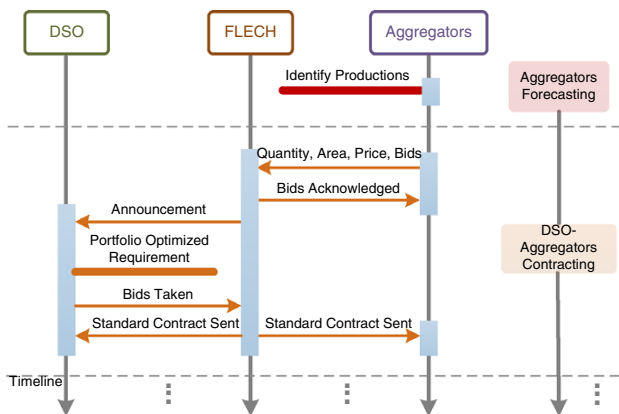 DSO
FLECH
Aggregators
Identify Productions
Aggregators
Forecasting
Quantity, Area, Price, Bids
Bids Acknowledged
Announcement
Portfolio Optimized
Requirement
DSO-
Aggregators
Contracting
Bids Taken
Standard Contract Sent
Standard Contract Sent
Timeline